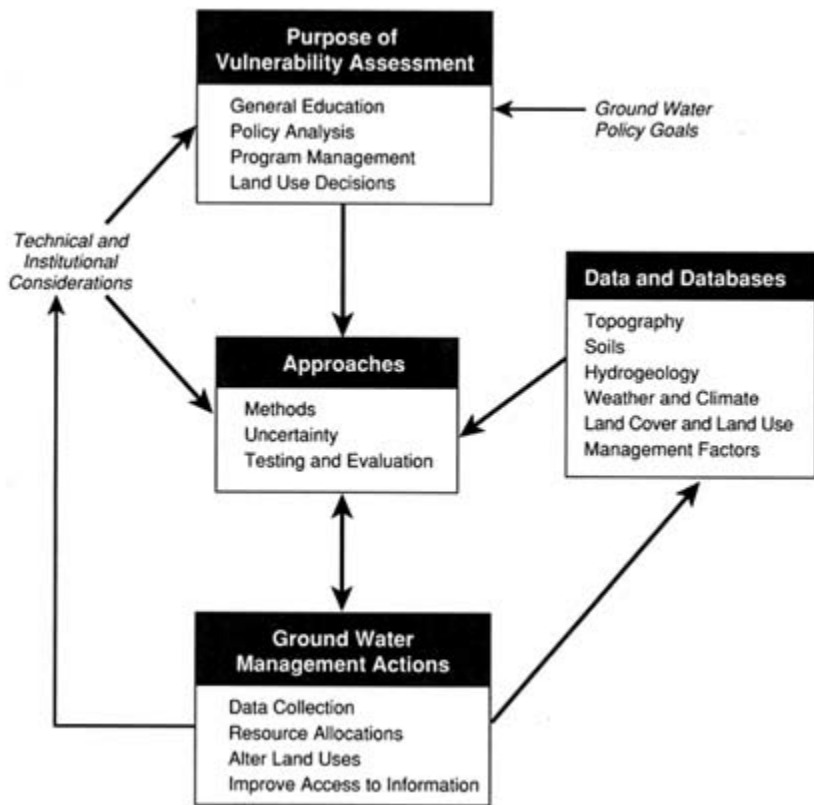 Purpose of
Vulnerability Assessment
General Education
Policy Analysis
Program Management
Land Use Decisions
Ground Water
Policy Goals
Technical and
Institutional
Considerations
Data and Databases
Topography
Soils
Hydrogeology
Weather and Climate
Land Cover and Land Use
Management Factors
Approaches
Methods
Uncertainty
Testing and Evaluation
Ground Water
Management Actions
Data Collection
Resource Allocations
Alter Land Uses
Improve Access to Information